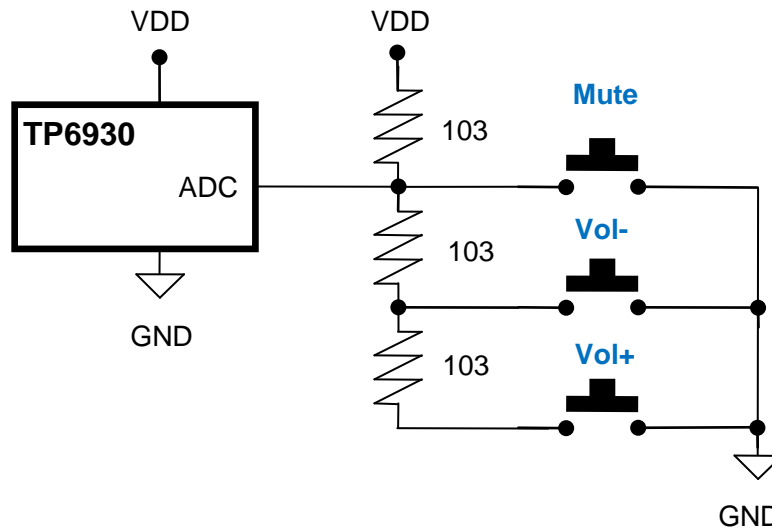 VDD
VDD
Mute
TP6930
103
ADC
Vol-
103
GND
Vol+
103
GND